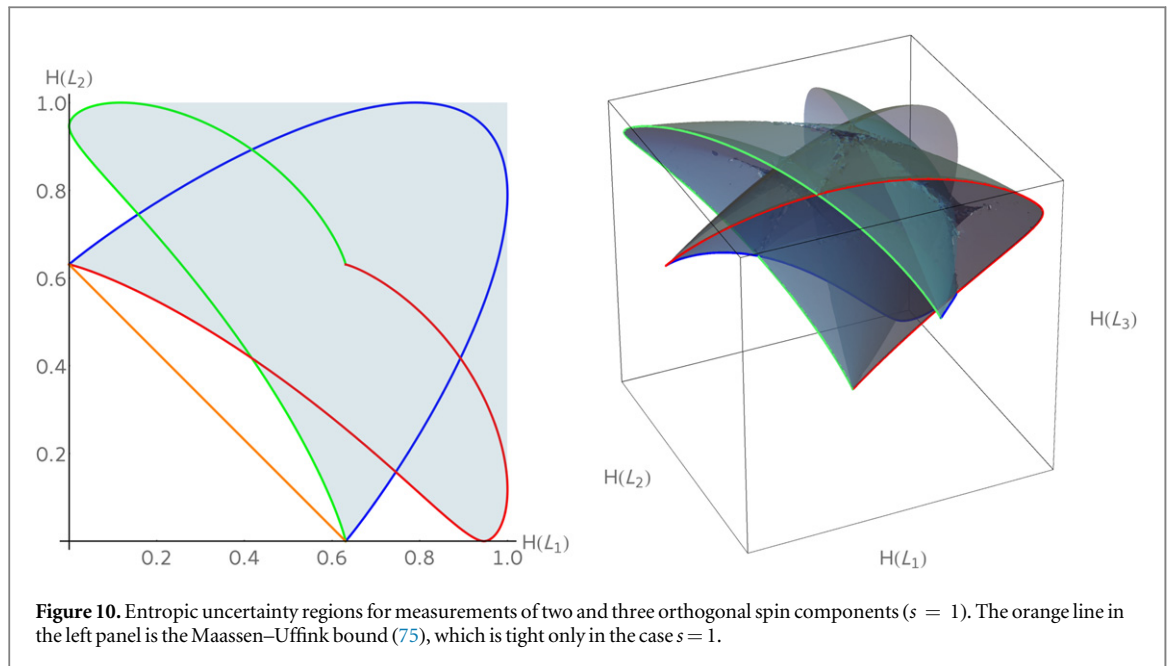 H(L₂)
1.0
0.8
0.6
0.4
0.2
0.2 0.4 0.6 0.8 1.0
H(L₁)
H(L₃)
H(L₂)
H(L₁)
Figure 10. Entropic uncertainty regions for measurements of two and three orthogonal spin components (s = 1). The orange line in
the left panel is the Maassen–Uffink bound (75), which is tight only in the case s = 1.